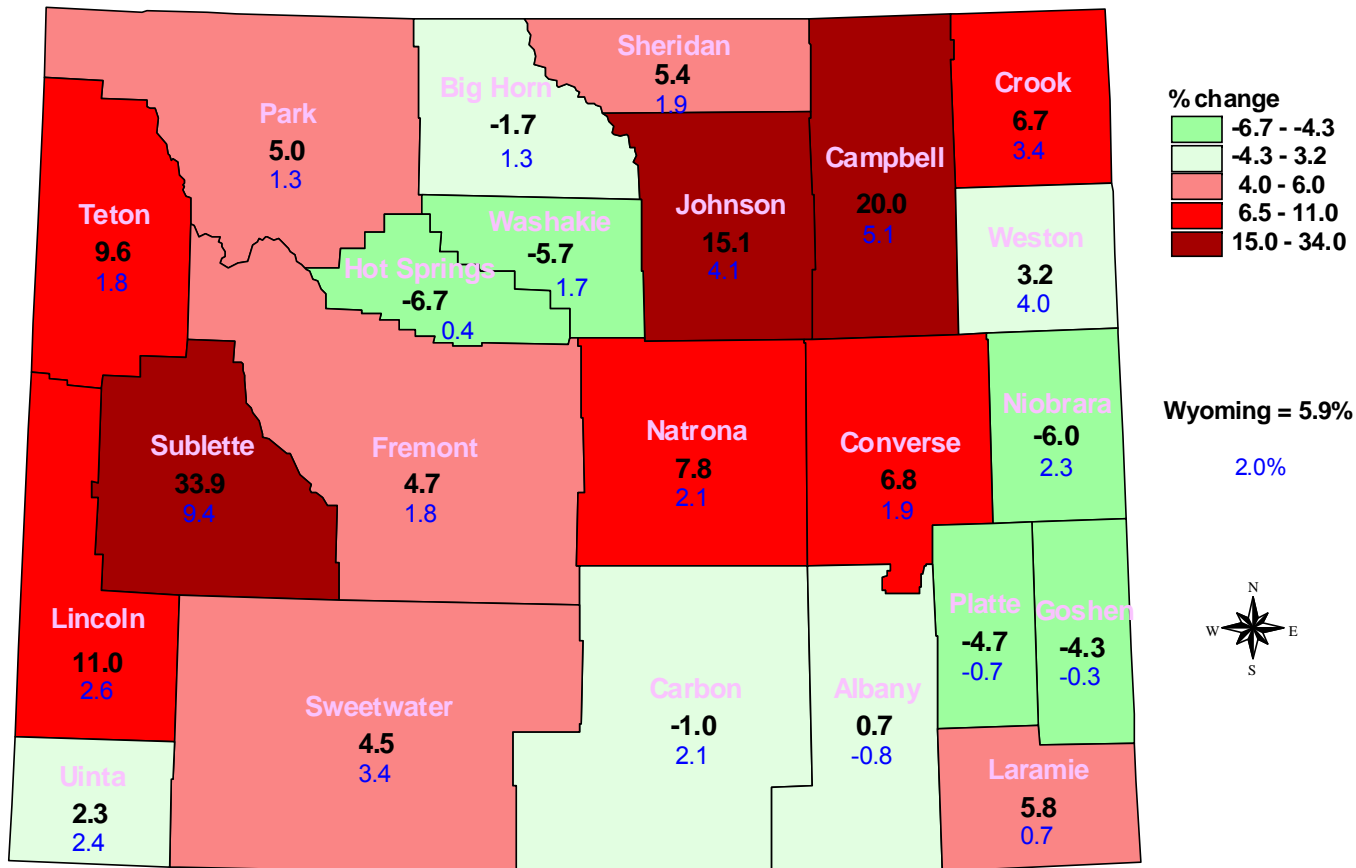 Sheridan
5.4
1.9
Big Horn
-1.7
1.3
Crook
6.7
3.4
% change
-6.7 - -4.3
-4.3 - 3.2
4.0 - 6.0
6.5 - 11.0
15.0 - 34.0
Park
5.0
1.3
Campbell
20.0
5.1
Teton
9.6
1.8
Johnson
15.1
4.1
Washakie
-5.7
1.7
Weston
3.2
4.0
Hot Springs
-6.7
0.4
Niobrara
-6.0
2.3
Wyoming = 5.9%
2.0%
Sublette
33.9
9.4
Fremont
4.7
1.8
Natrona
7.8
2.1
Converse
6.8
1.9
Lincoln
11.0
2.6
Platte
-4.7
-0.7
Goshen
-4.3
-0.3
N
W
E
S
Sweetwater
4.5
3.4
Carbon
-1.0
2.1
Albany
0.7
-0.8
Uinta
2.3
2.4
Laramie
5.8
0.7